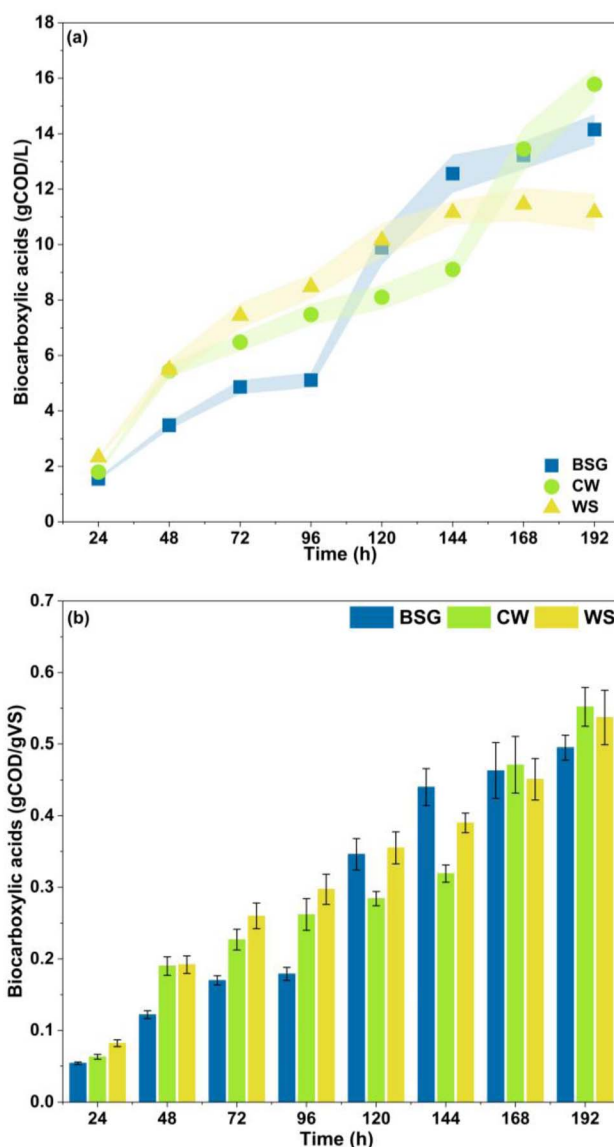 (a)
Biocarboxylic acids (gCOD/L)
18
16
14
12
10
8
6
4
2
0
BSG
CW
WS
24 48 72 96 120 144 168 192
Time (h)
(b)
BSG CW WS
Biocarboxylic acids (gCOD/gVS)
0.7
0.6
0.5
0.4
0.3
0.2
0.1
0.0
24 48 72 96 120 144 168 192
Time (h)